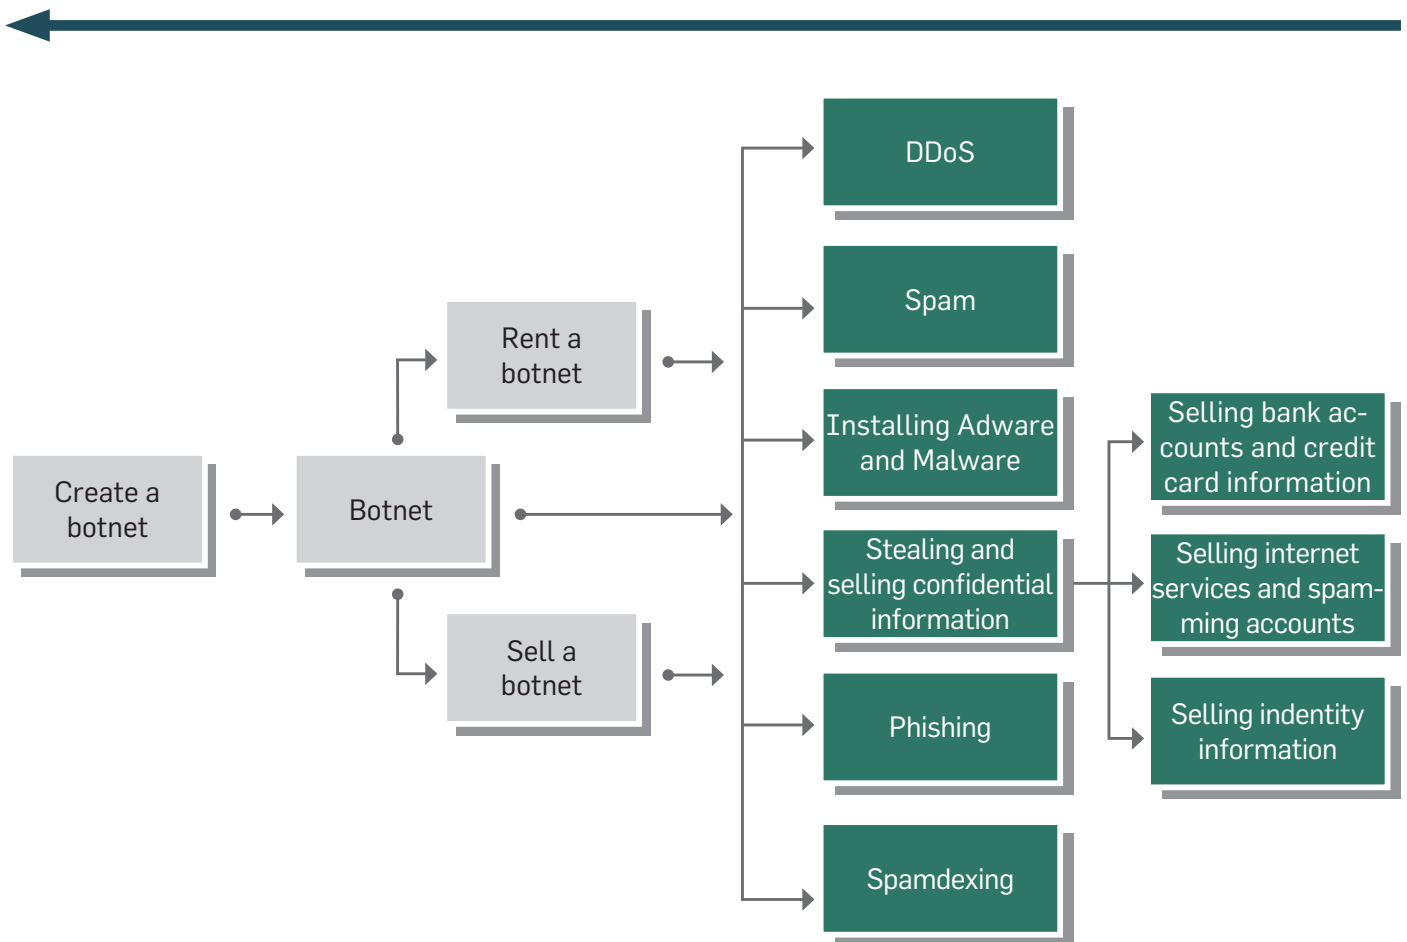 Create a
botnet
Botnet
Rent a
botnet
Sell a
botnet
DDoS
Spam
Installing Adware
and Malware
Stealing and
selling confidential
information
Phishing
Spamdexing
Selling bank ac-
counts and credit
card information
Selling internet
services and spam-
ming accounts
Selling indentity
information